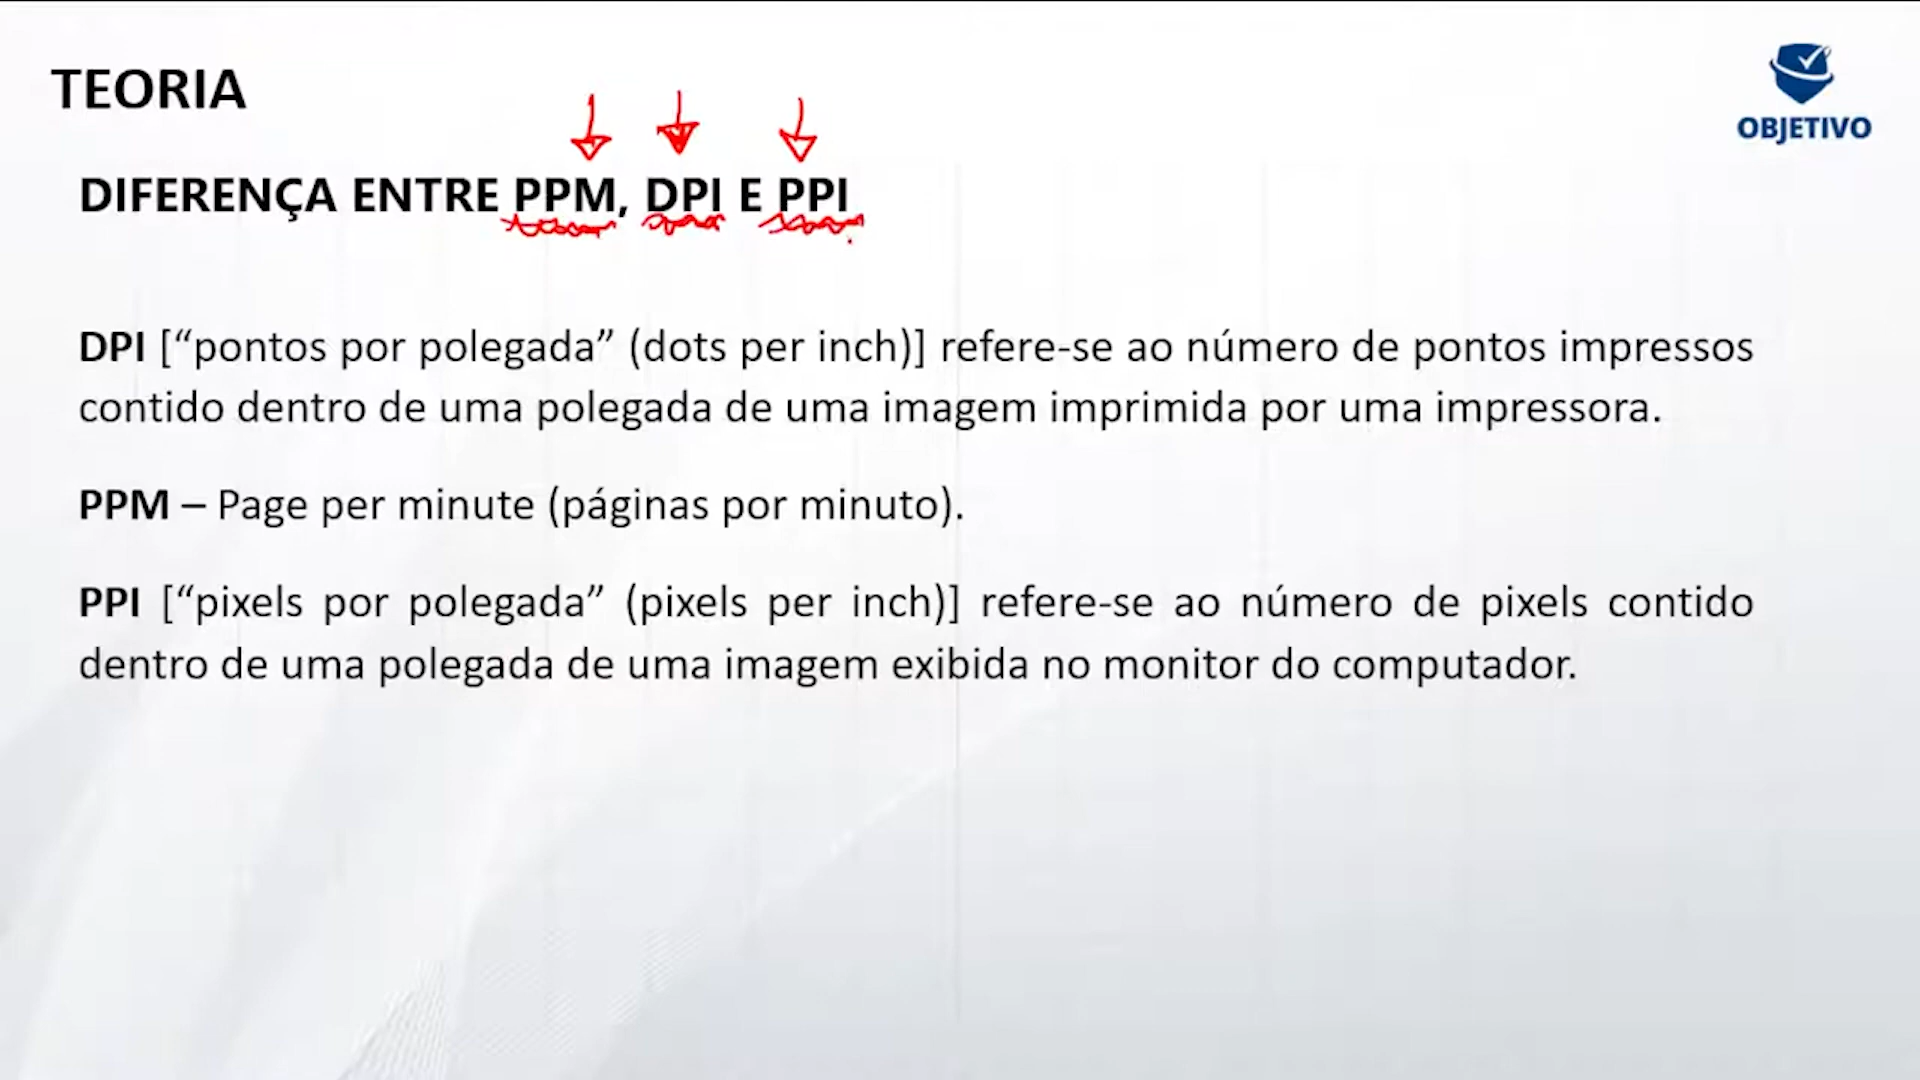 TEORIA
OBJETIVO
DIFERENÇA ENTRE PPM, DPI E PPI
DPI [“pontos por polegada” (dots per inch)] refere-se ao número de pontos impressos
contido dentro de uma polegada de uma imagem imprimida por uma impressora.
PPM – Page per minute (páginas por minuto).
PPI [“pixels por polegada” (pixels per inch)] refere-se ao número de pixels contido
dentro de uma polegada de uma imagem exibida no monitor do computador.